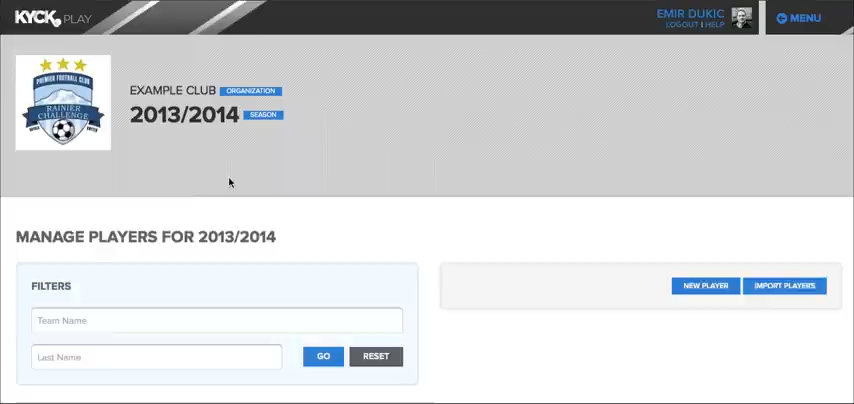 KYCK PLAY
EMIR DUKIC
LOGOUT | HELP
MENU
PREMIER FOOTBALL CLUB
RAINIER
CHALLENGE
EXAMPLE CLUB ORGANIZATION
2013/2014 SEASON
MANAGE PLAYERS FOR 2013/2014
FILTERS
Team Name
Last Name
GO
RESET
NEW PLAYER
IMPORT PLAYERS